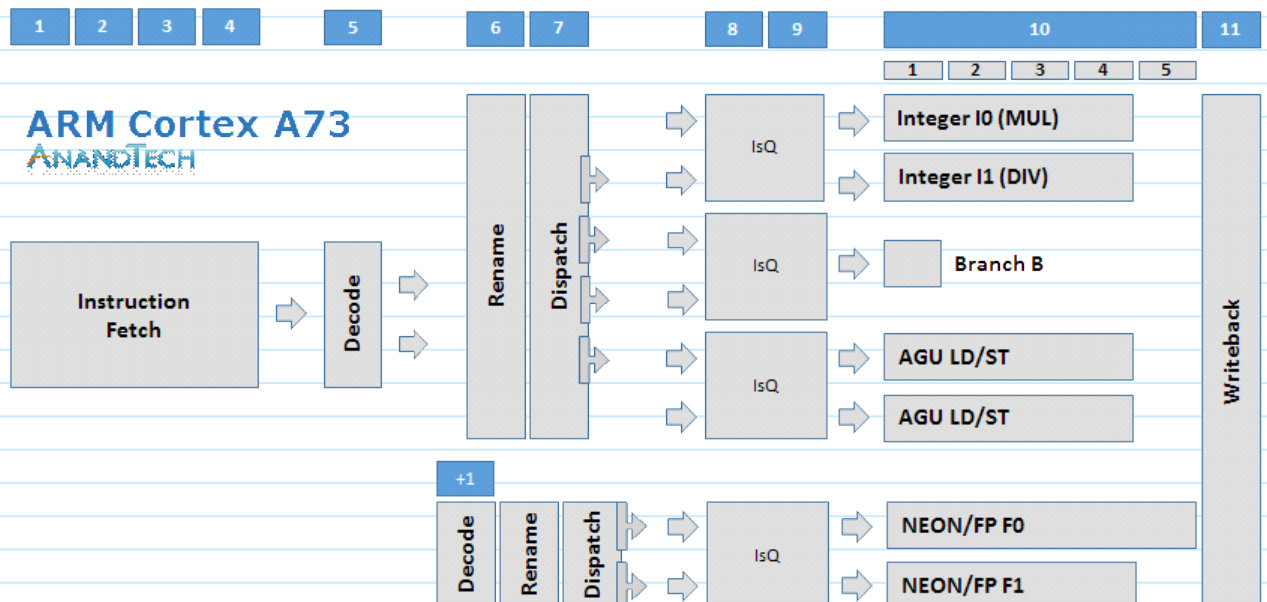 1 2 3 4 5 6 7 8 9 10 11
1 2 3 4 5
ARM Cortex A73
ANANDTECH
Instruction
Fetch
Decode
Rename
Dispatch
IsQ
Integer I0 (MUL)
Integer I1 (DIV)
IsQ
Branch B
IsQ
AGU LD/ST
AGU LD/ST
Writeback
+1
Decode
Rename
Dispatch
IsQ
NEON/FP F0
NEON/FP F1